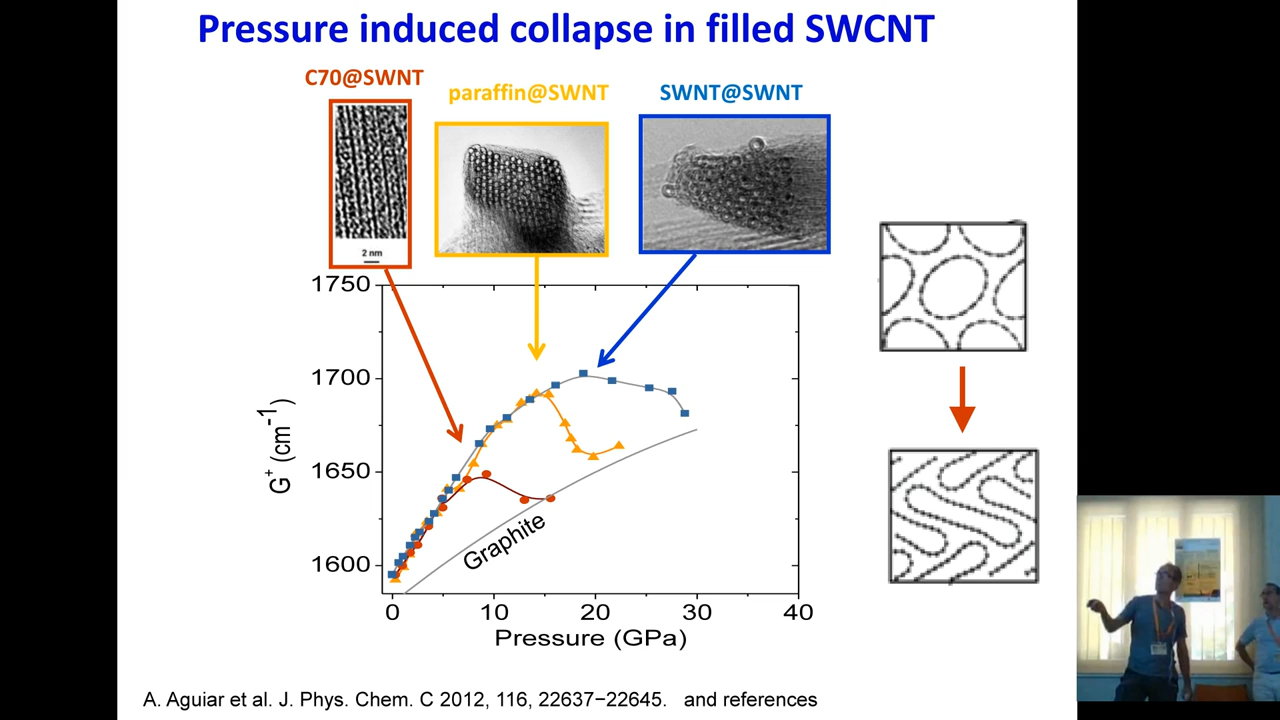 Pressure induced collapse in filled SWCNT
C70@SWNT
paraffin@SWNT
SWNT@SWNT
2 nm
1750
1700
1650
1600
G+ (cm-1)
Graphite
0 10 20 30 40
Pressure (GPa)
A. Aguiar et al. J. Phys. Chem. C 2012, 116, 22637−22645. and references